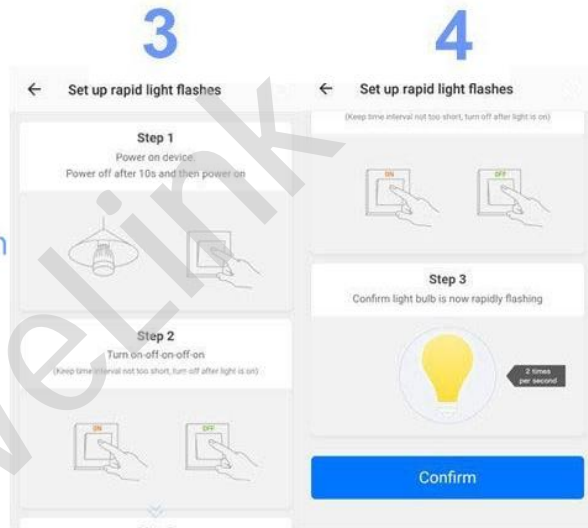 3
Set up rapid light flashes
Step 1
Power on device.
Power off after 10s and then power on
Step 2
Turn on-off-on-off-on
(Keep time interval not too short, turn off after light is on)
ON
OFF
4
Set up rapid light flashes
(Keep time interval not too short, turn off after light is on)
ON
OFF
Step 3
Confirm light bulb is now rapidly flashing
2 times
per second
Confirm